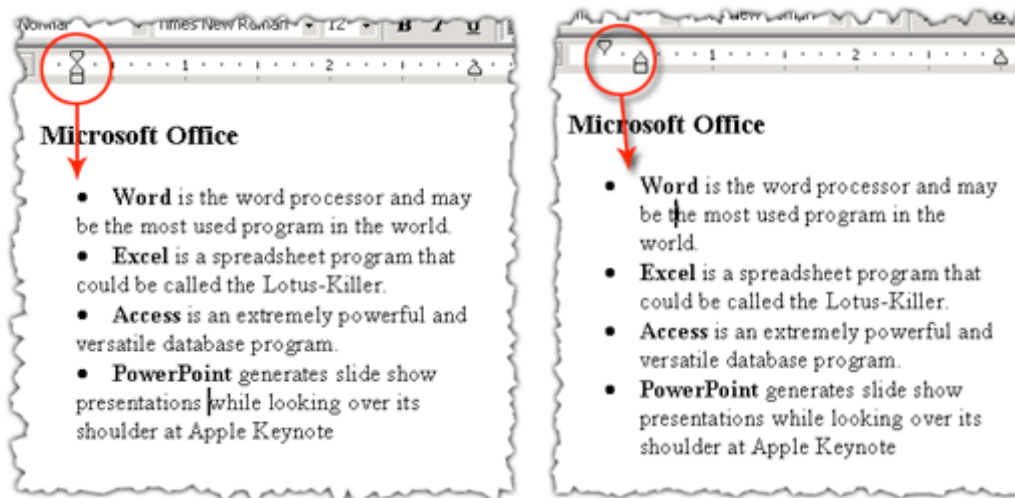 Times New Roman 12 B I U
1 2
Microsoft Office
• Word is the word processor and may
be the most used program in the world.
• Excel is a spreadsheet program that
could be called the Lotus-Killer.
• Access is an extremely powerful and
versatile database program.
• PowerPoint generates slide show
presentations while looking over its
shoulder at Apple Keynote
1 2
Microsoft Office
• Word is the word processor and may
be the most used program in the
world.
• Excel is a spreadsheet program that
could be called the Lotus-Killer.
• Access is an extremely powerful and
versatile database program.
• PowerPoint generates slide show
presentations while looking over its
shoulder at Apple Keynote